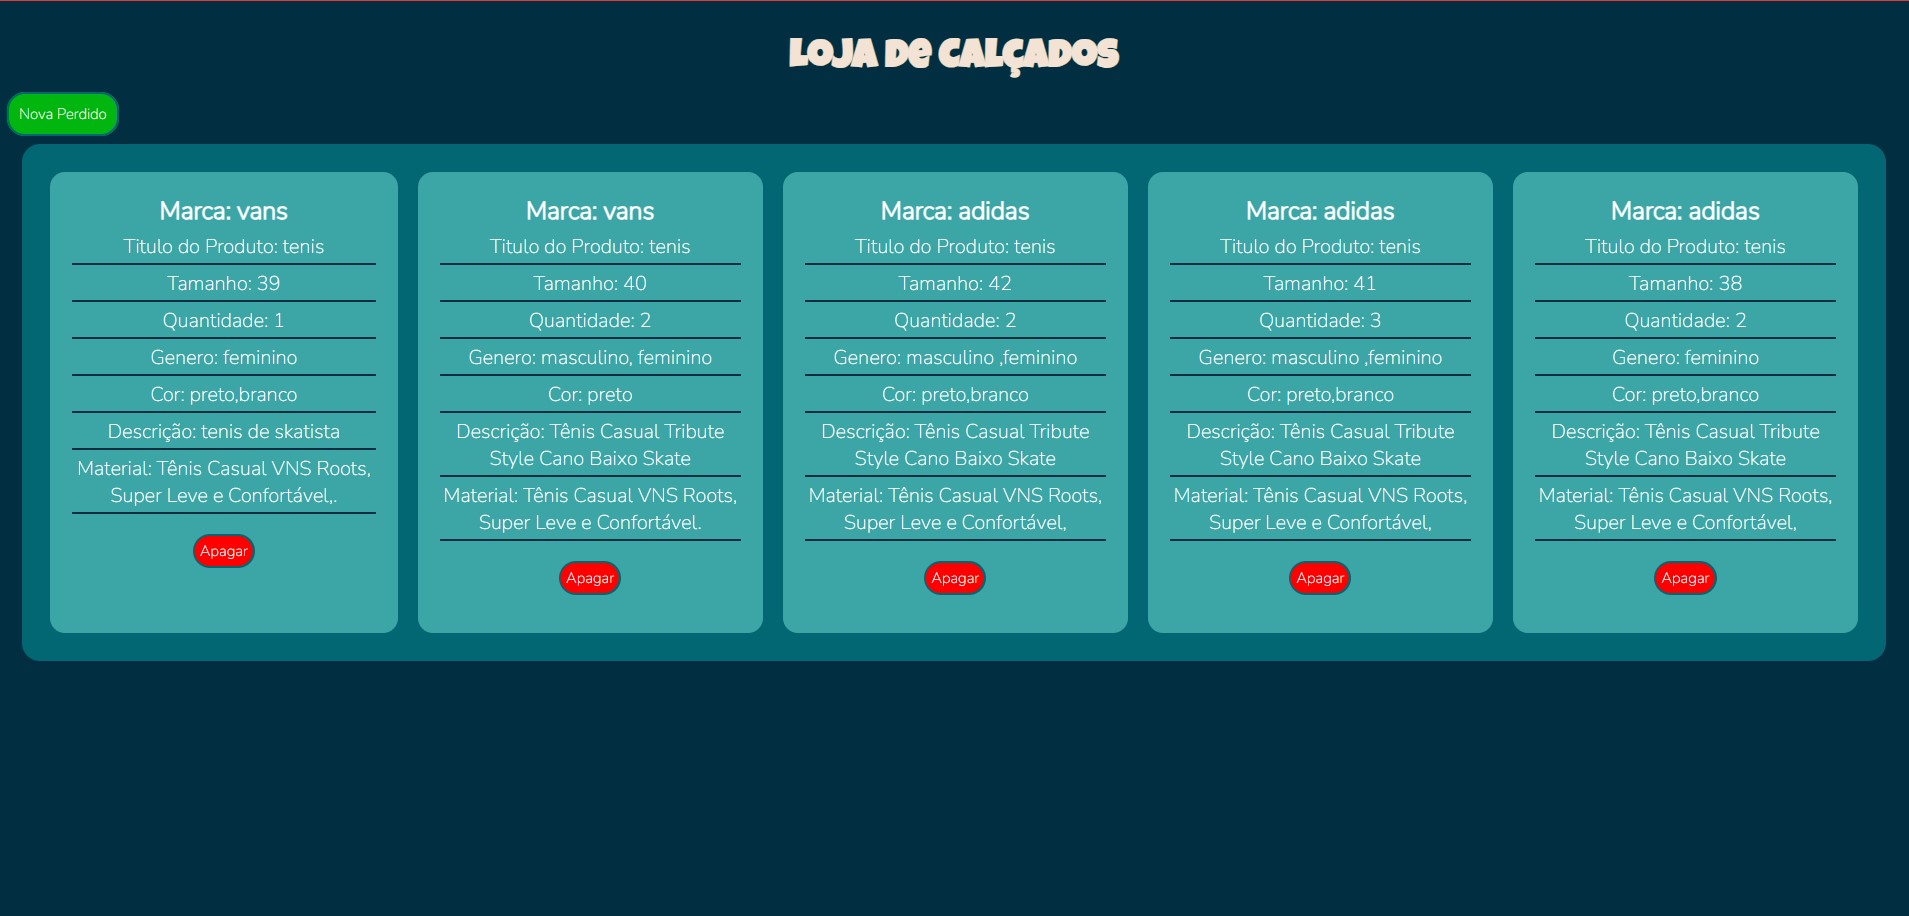 LOJA De CALÇADOS
Nova Perdido
Marca: vans
Titulo do Produto: tenis
Tamanho: 39
Quantidade: 1
Genero: feminino
Cor: preto,branco
Descrição: tenis de skatista
Material: Tênis Casual VNS Roots,
Super Leve e Confortável,.
Apagar
Marca: vans
Titulo do Produto: tenis
Tamanho: 40
Quantidade: 2
Genero: masculino, feminino
Cor: preto
Descrição: Tênis Casual Tribute
Style Cano Baixo Skate
Material: Tênis Casual VNS Roots,
Super Leve e Confortável.
Apagar
Marca: adidas
Titulo do Produto: tenis
Tamanho: 42
Quantidade: 2
Genero: masculino ,feminino
Cor: preto,branco
Descrição: Tênis Casual Tribute
Style Cano Baixo Skate
Material: Tênis Casual VNS Roots,
Super Leve e Confortável,
Apagar
Marca: adidas
Titulo do Produto: tenis
Tamanho: 41
Quantidade: 3
Genero: masculino ,feminino
Cor: preto,branco
Descrição: Tênis Casual Tribute
Style Cano Baixo Skate
Material: Tênis Casual VNS Roots,
Super Leve e Confortável,
Apagar
Marca: adidas
Titulo do Produto: tenis
Tamanho: 38
Quantidade: 2
Genero: feminino
Cor: preto,branco
Descrição: Tênis Casual Tribute
Style Cano Baixo Skate
Material: Tênis Casual VNS Roots,
Super Leve e Confortável,
Apagar